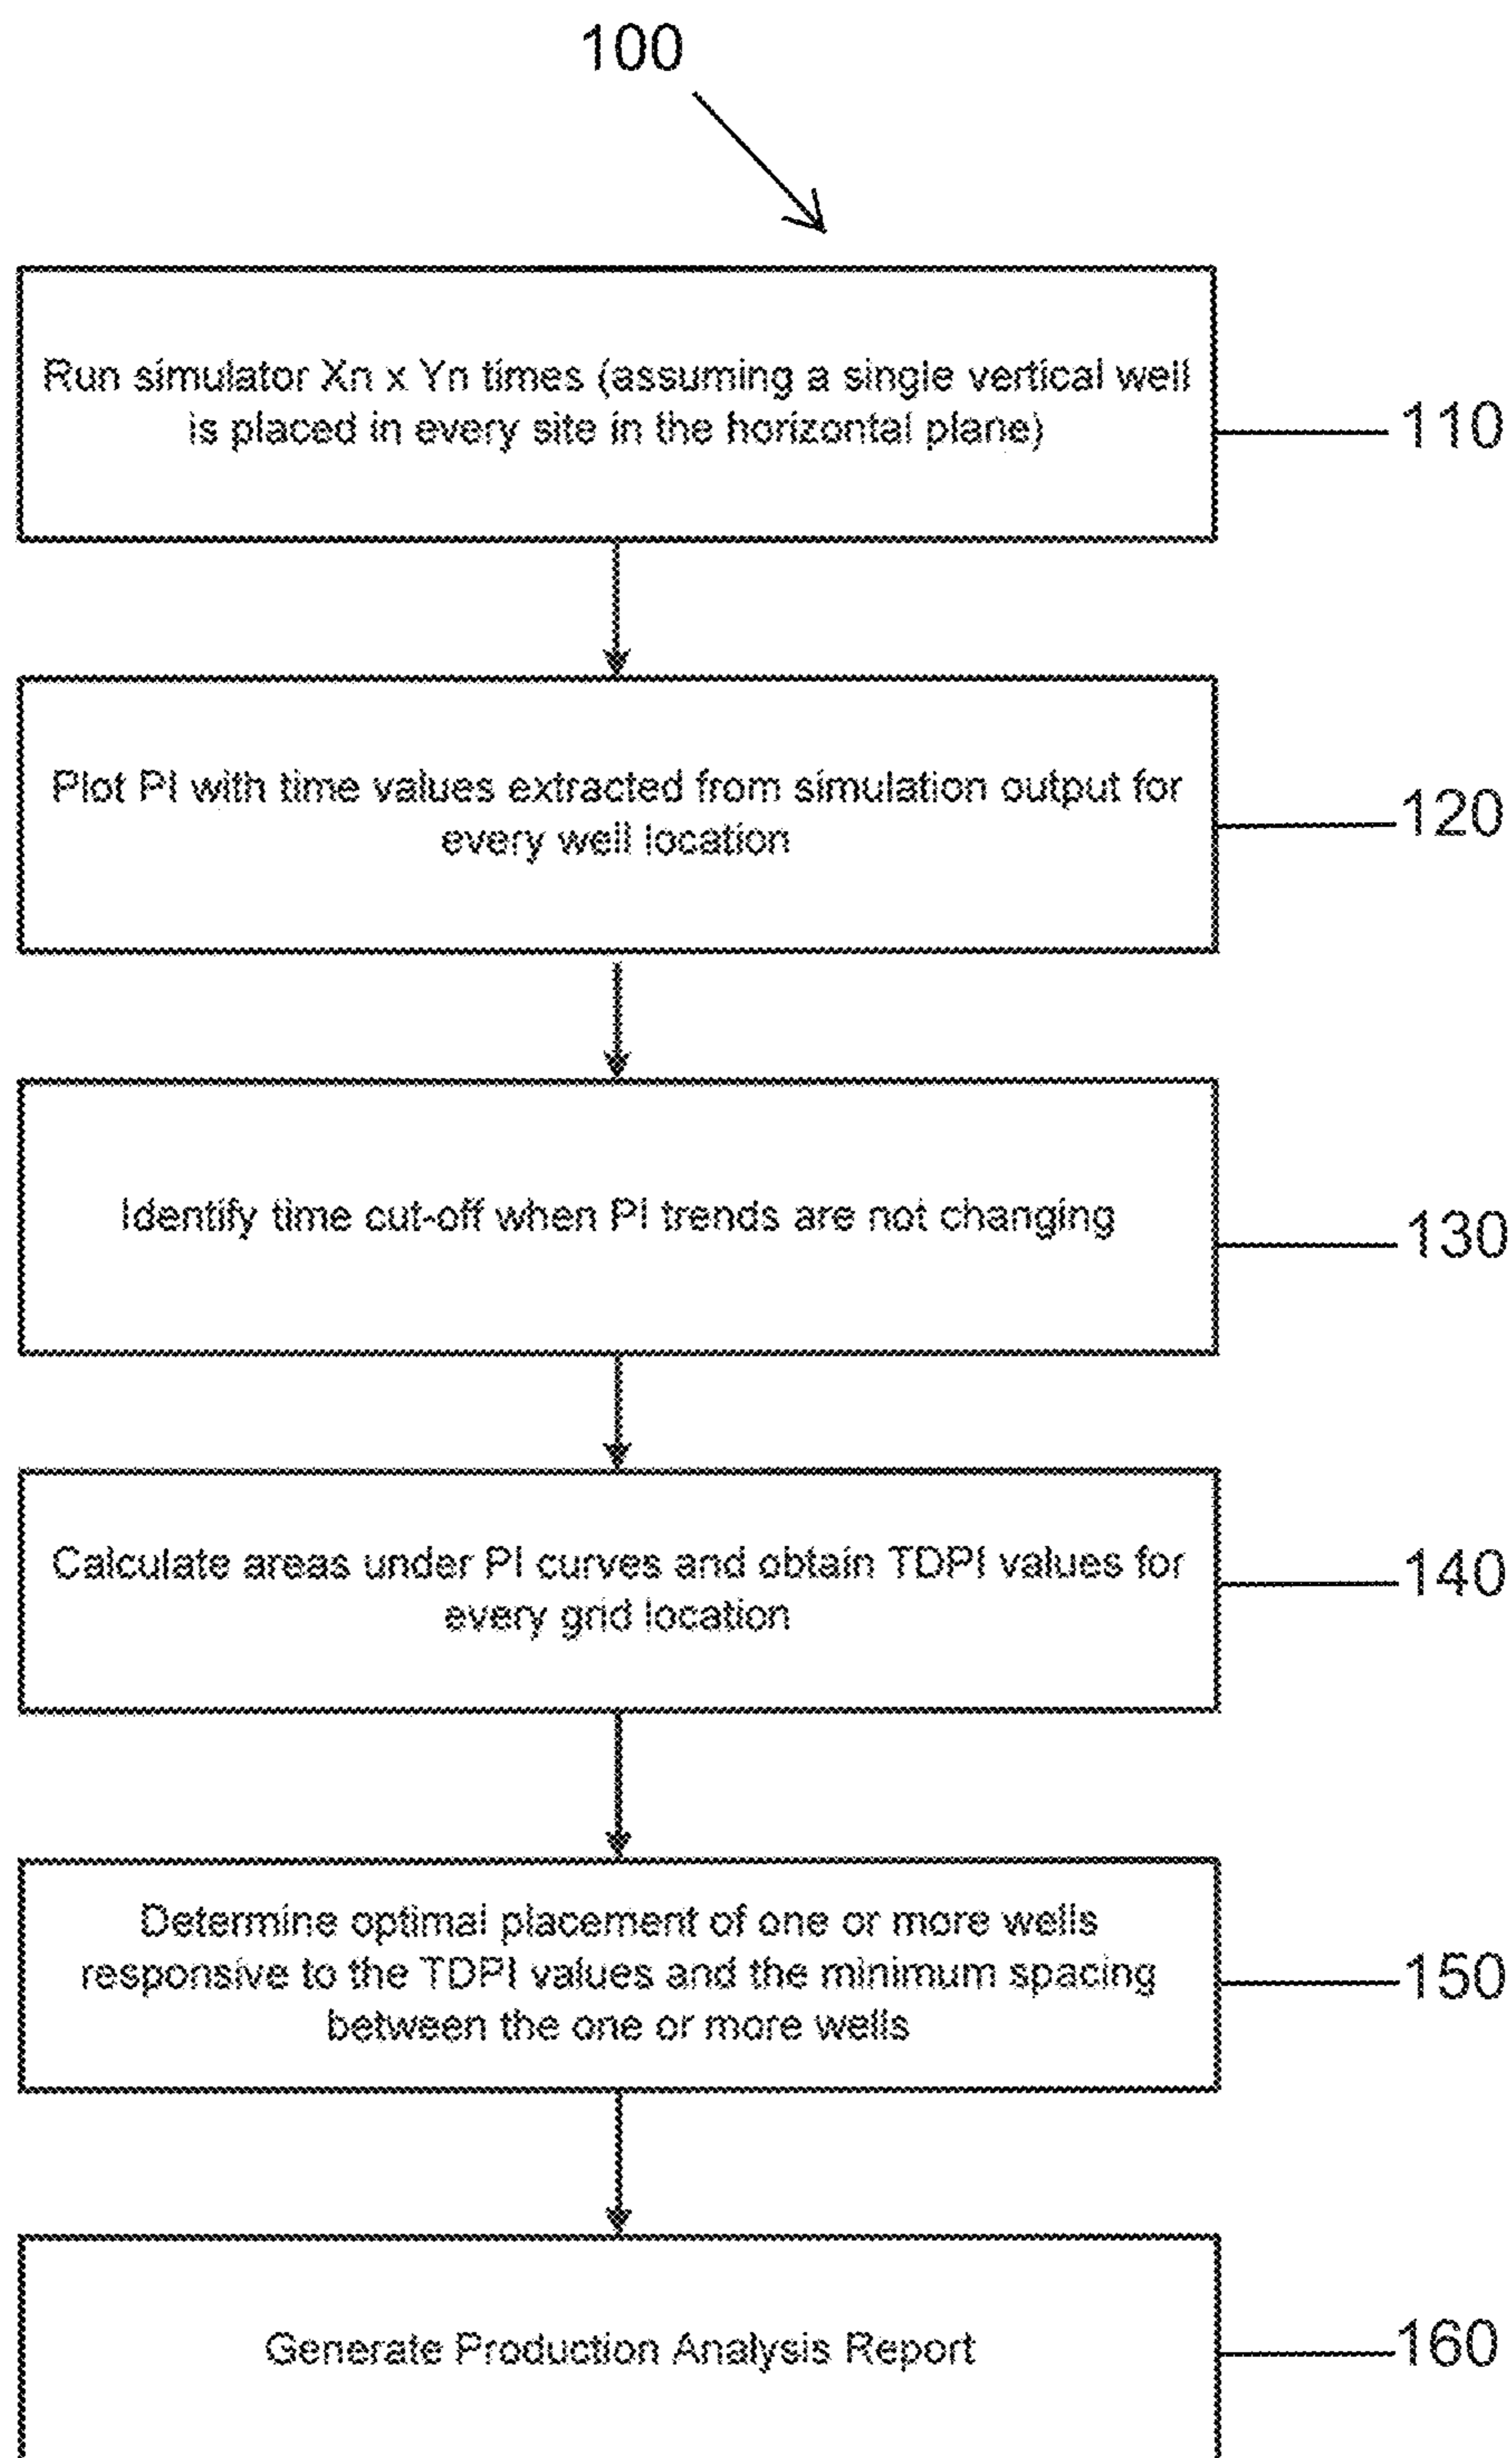 100
Run simulator Xn x Yn times (assuming a single vertical well
is placed in every site in the horizontal plane)
110
Plot PI with time values extracted from simulation output for
every well location
120
Identify time cut-off when PI trends are not changing
130
Calculate areas under PI curves and obtain TDPI values for
every grid location
140
Determine optimal placement of one or more wells
responsive to the TDPI values and the minimum spacing
between the one or more wells
150
Generate Production Analysis Report
160